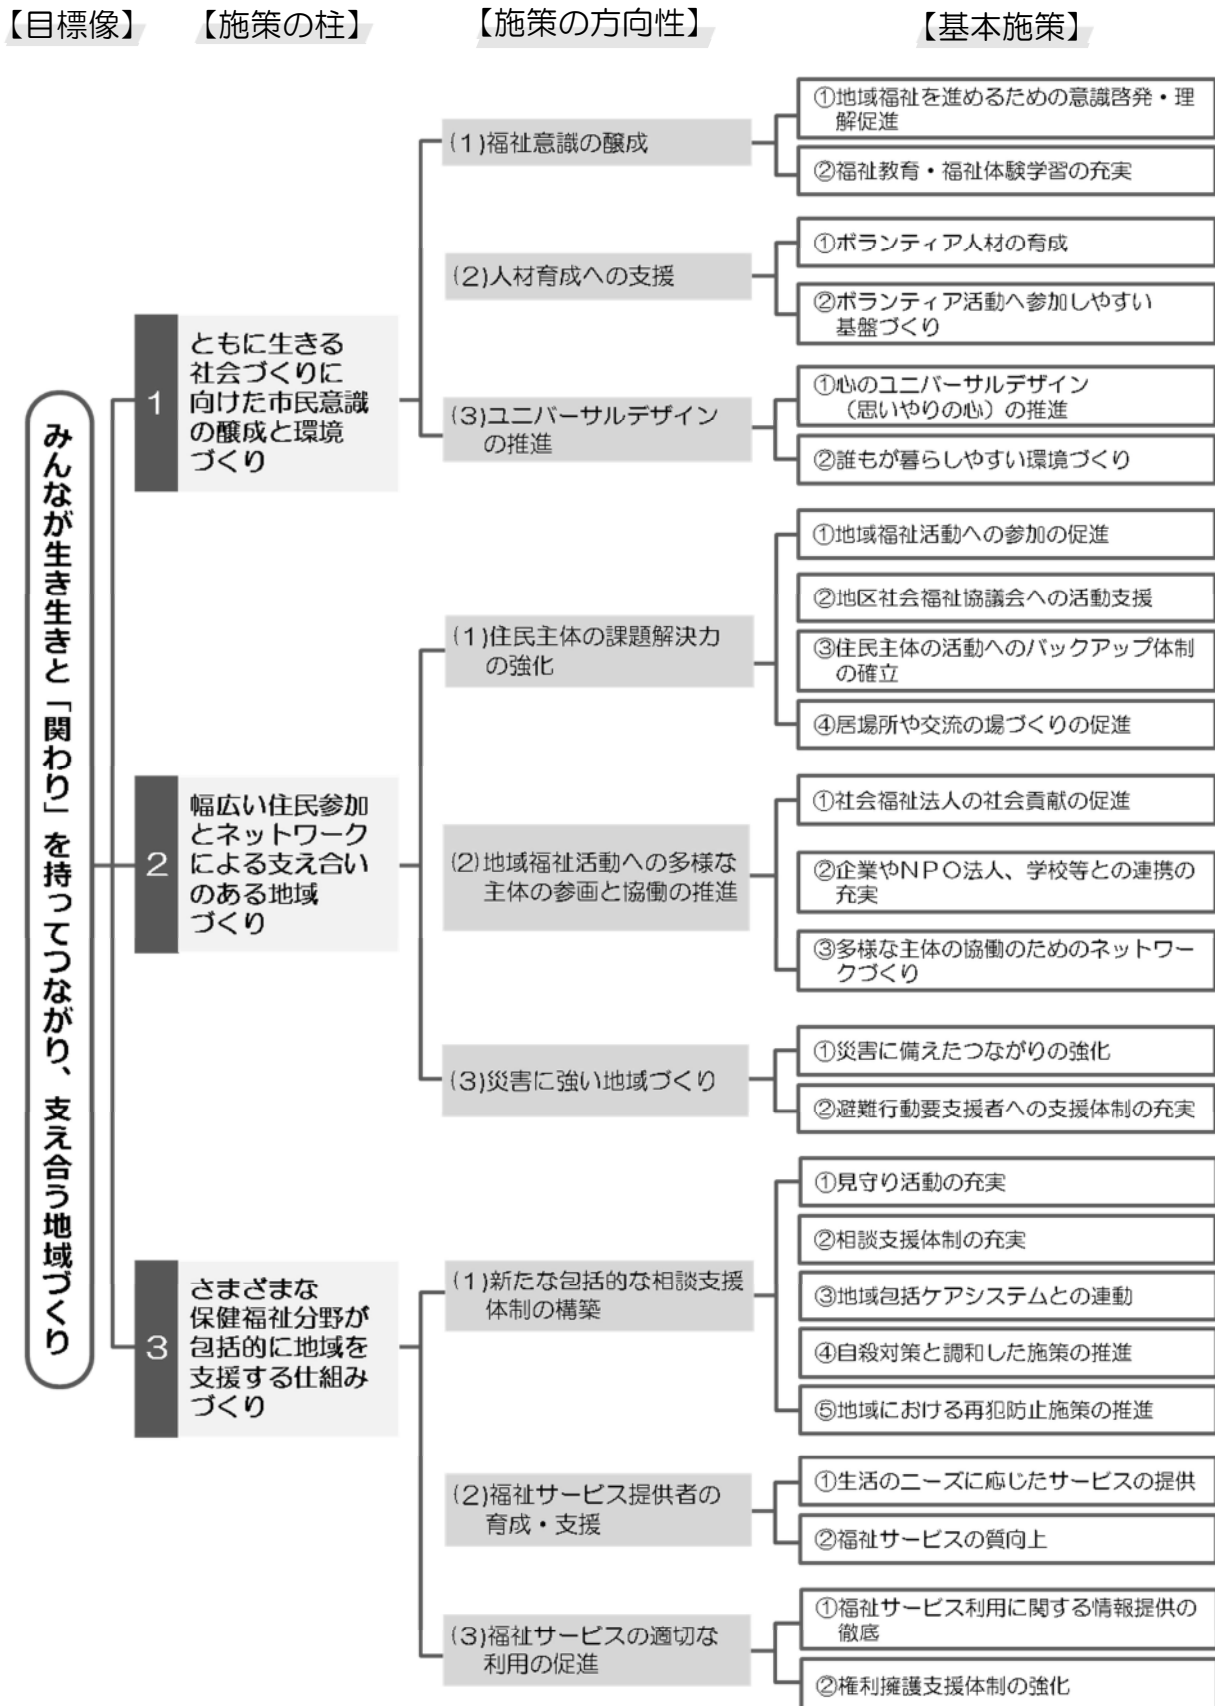 【目標像】 【施策の柱】 【施策の方向性】 【基本施策】
みんなが生き生きと「関わり」を持ってつながり、支え合う地域づくり
1
ともに生きる
社会づくりに
向けた市民意識
の醸成と環境
づくり
(1)福祉意識の醸成
①地域福祉を進めるための意識啓発・理
解促進
②福祉教育・福祉体験学習の充実
(2)人材育成への支援
①ボランティア人材の育成
②ボランティア活動へ参加しやすい
基盤づくり
(3)ユニバーサルデザイン
の推進
①心のユニバーサルデザイン
（思いやりの心）の推進
②誰もが暮らしやすい環境づくり
2
幅広い住民参加
とネットワーク
による支え合い
のある地域
づくり
(1)住民主体の課題解決力
の強化
①地域福祉活動への参加の促進
②地区社会福祉協議会への活動支援
③住民主体の活動へのバックアップ体制
の確立
④居場所や交流の場づくりの促進
(2)地域福祉活動への多様な
主体の参画と協働の推進
①社会福祉法人の社会貢献の促進
②企業やＮＰＯ法人、学校等との連携の
充実
③多様な主体の協働のためのネットワー
クづくり
(3)災害に強い地域づくり
①災害に備えたつながりの強化
②避難行動要支援者への支援体制の充実
3
さまざまな
保健福祉分野が
包括的に地域を
支援する仕組み
づくり
(1)新たな包括的な相談支援
体制の構築
①見守り活動の充実
②相談支援体制の充実
③地域包括ケアシステムとの連動
④自殺対策と調和した施策の推進
⑤地域における再犯防止施策の推進
(2)福祉サービス提供者の
育成・支援
①生活のニーズに応じたサービスの提供
②福祉サービスの質向上
(3)福祉サービスの適切な
利用の促進
①福祉サービス利用に関する情報提供の
徹底
②権利擁護支援体制の強化